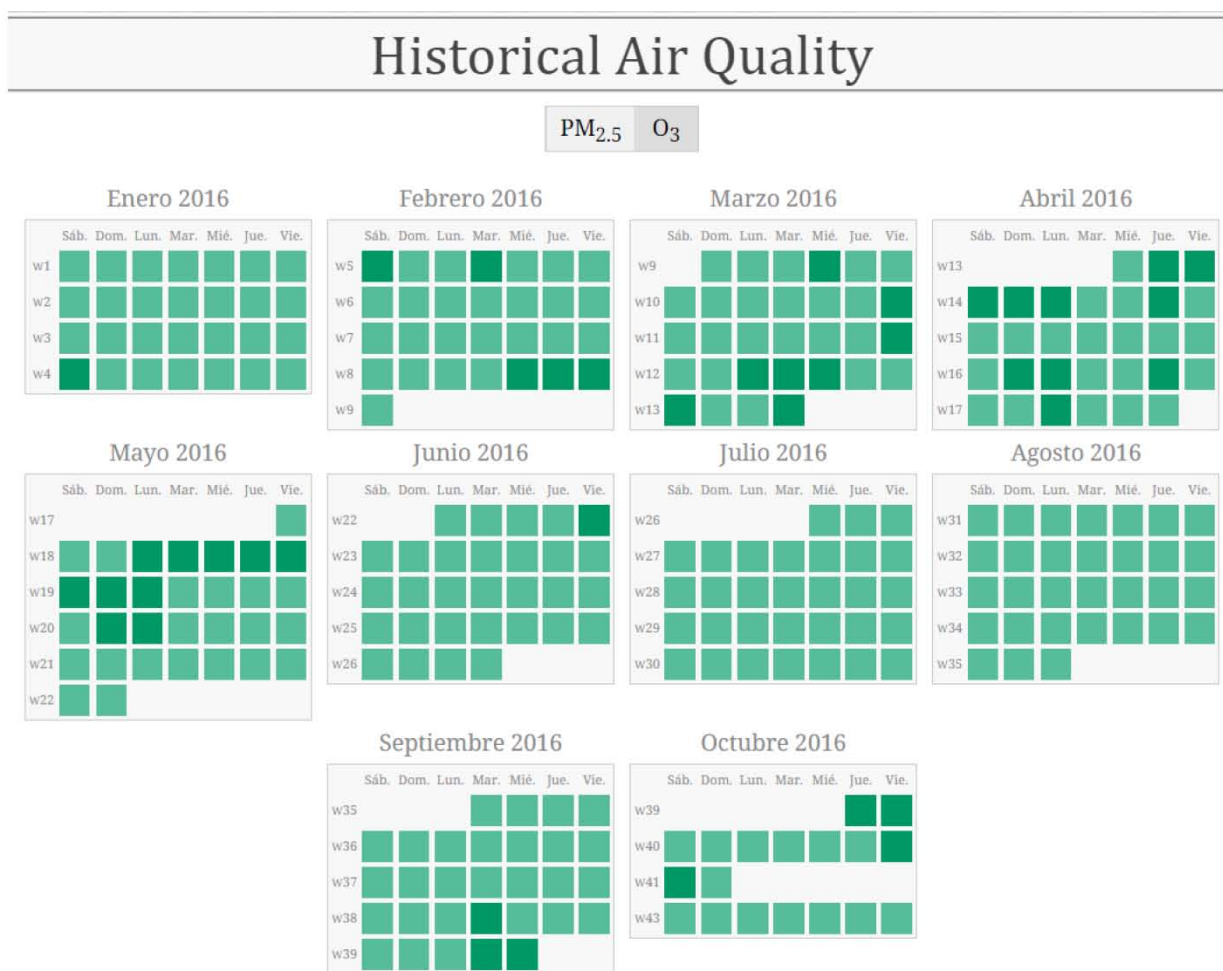 Historical Air Quality
PM2.5 O3
Enero 2016 Febrero 2016 Marzo 2016 Abril 2016
Sáb. Dom. Lun. Mar. Mié. Jue. Vie. Sáb. Dom. Lun. Mar. Mié. Jue. Vie. Sáb. Dom. Lun. Mar. Mié. Jue. Vie. Sáb. Dom. Lun. Mar. Mié. Jue. Vie.
w1 w5 w9 w13
w2 w6 w10 w14
w3 w7 w11 w15
w4 w8 w12 w16
w9 w13 w17
Mayo 2016 Junio 2016 Julio 2016 Agosto 2016
Sáb. Dom. Lun. Mar. Mié. Jue. Vie. Sáb. Dom. Lun. Mar. Mié. Jue. Vie. Sáb. Dom. Lun. Mar. Mié. Jue. Vie. Sáb. Dom. Lun. Mar. Mié. Jue. Vie.
w17 w22 w26 w31
w18 w23 w27 w32
w19 w24 w28 w33
w20 w25 w29 w34
w21 w26 w30 w35
w22
Septiembre 2016 Octubre 2016
Sáb. Dom. Lun. Mar. Mié. Jue. Vie. Sáb. Dom. Lun. Mar. Mié. Jue. Vie.
w35 w39
w36 w40
w37 w41
w38 w43
w39